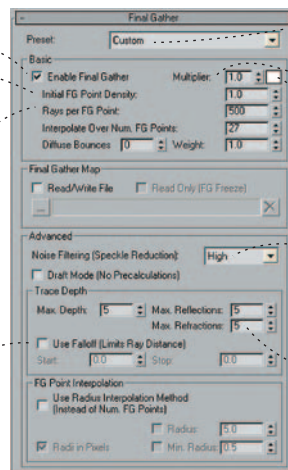 Final Gather
Preset: Custom
Basic
Enable Final Gather Multiplier: 1.0
Initial FG Point Density: 1.0
Rays per FG Point: 500
Interpolate Over Num. FG Points: 27
Diffuse Bounces 0 Weight: 1.0
Final Gather Map
Read/Write File Read Only (FG Freeze)
...
Advanced
Noise Filtering (Speckle Reduction): High
Draft Mode (No Precalculations)
Trace Depth
Max. Depth: 5 Max. Reflections: 5
Max. Refractions: 5
Use Falloff (Limits Ray Distance)
Start: 0.0 Stop: 0.0
FG Point Interpolation
Use Radius Interpolation Method
(Instead of Num. FG Points)
Radius 5.0
Radii in Pixels Min. Radius 0.5